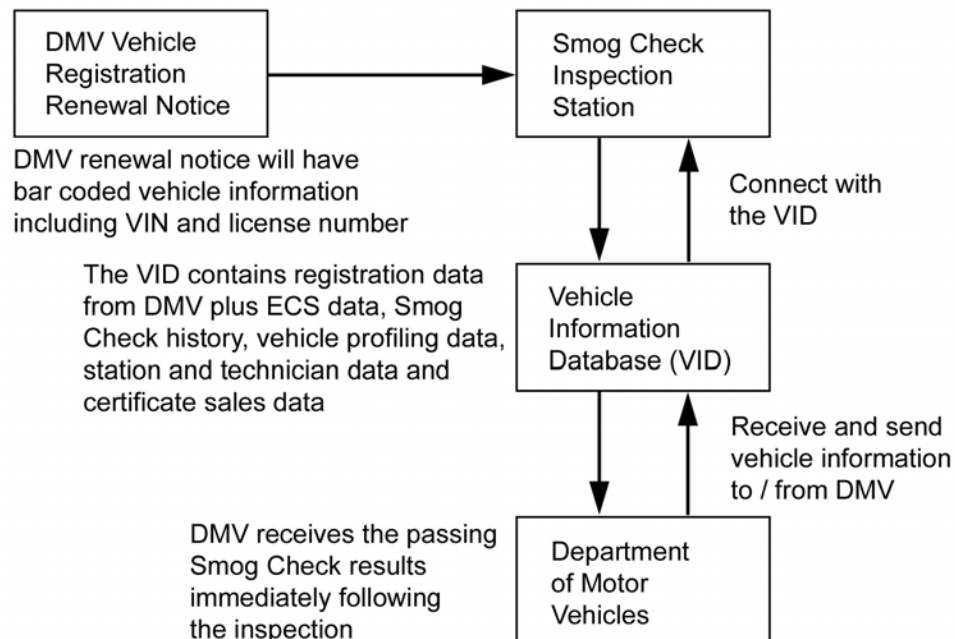 DMV Vehicle
Registration
Renewal Notice
Smog Check
Inspection
Station
DMV renewal notice will have
bar coded vehicle information
including VIN and license number
Connect with
the VID
The VID contains registration data
from DMV plus ECS data, Smog
Check history, vehicle profiling data,
station and technician data and
certificate sales data
Vehicle
Information
Database (VID)
Receive and send
vehicle information
to / from DMV
DMV receives the passing
Smog Check results
immediately following
the inspection
Department
of Motor
Vehicles